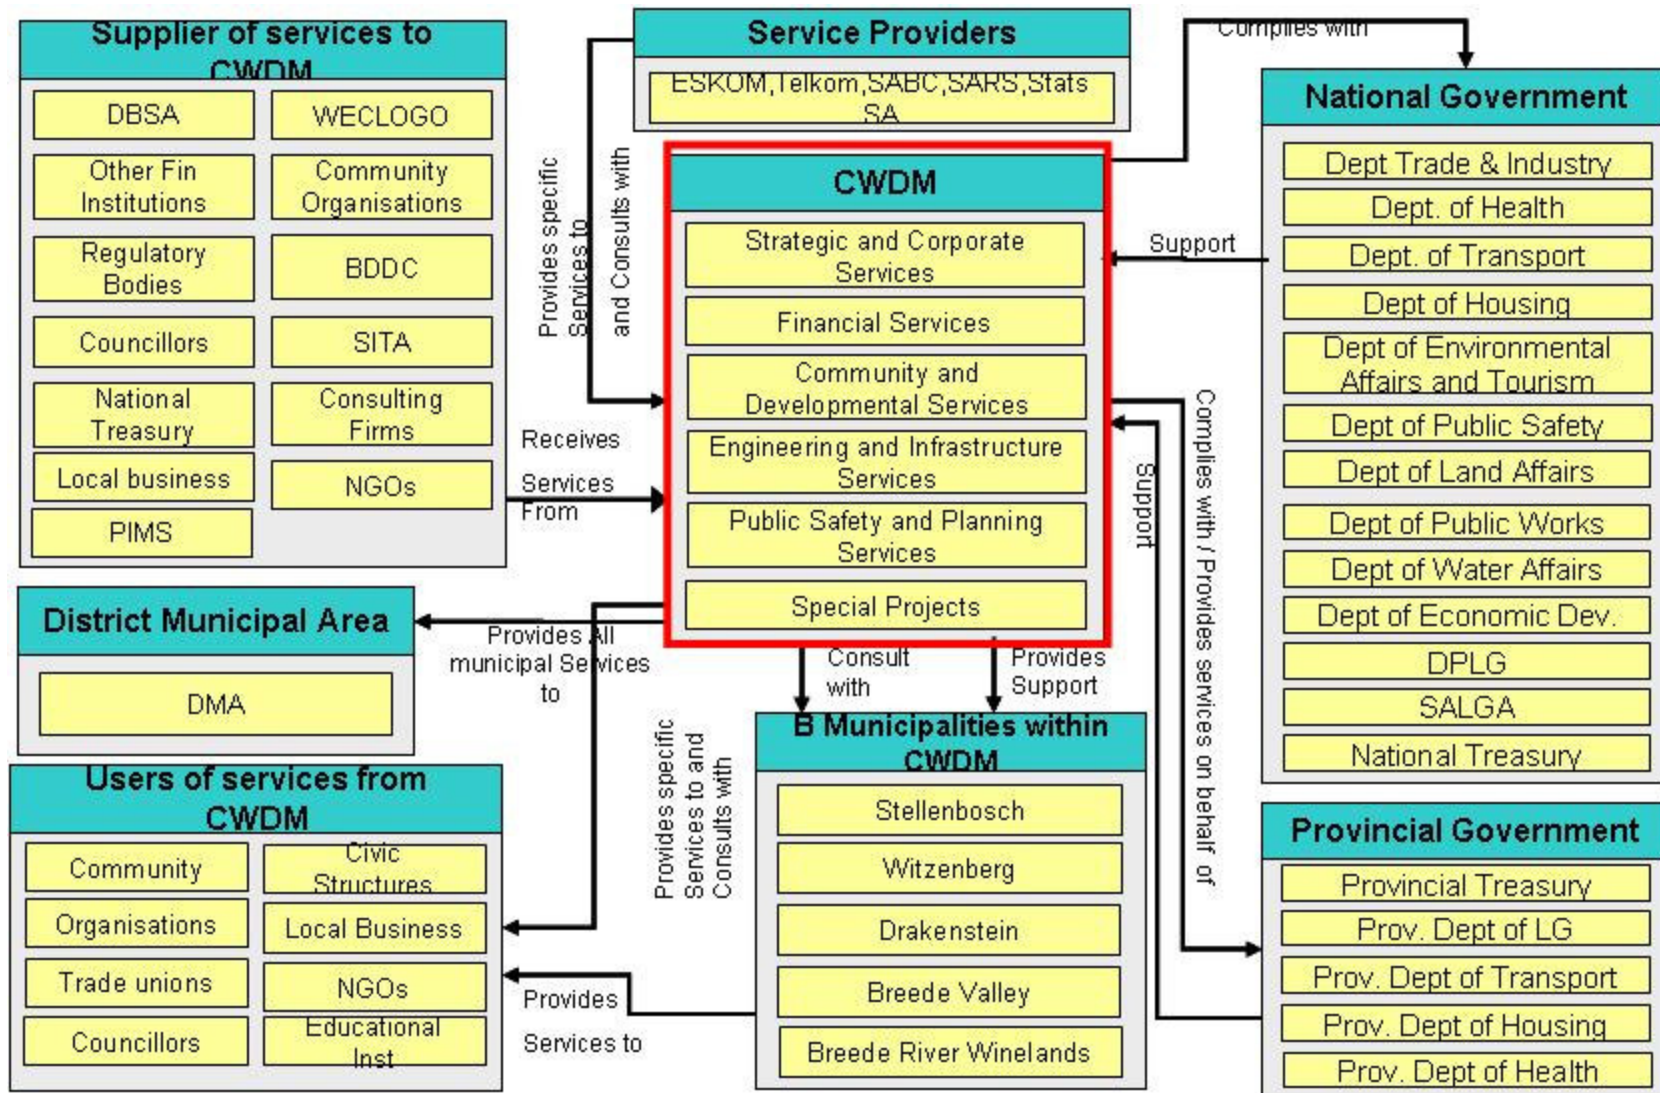 Supplier of services to
CWDM
DBSA
WECLOGO
Other Fin
Institutions
Community
Organisations
Regulatory
Bodies
BDDC
Councillors
SITA
National
Treasury
Consulting
Firms
Local business
NGOs
PIMS
Service Providers
ESKOM,Telkom,SABC,SARS,Stats
SA
Provides specific
Services to
and Consults with
Receives
Services
From
CWDM
Strategic and Corporate
Services
Financial Services
Community and
Developmental Services
Engineering and Infrastructure
Services
Public Safety and Planning
Services
Special Projects
Complies with
Support
National Government
Dept Trade & Industry
Dept. of Health
Dept. of Transport
Dept of Housing
Dept of Environmental
Affairs and Tourism
Dept of Public Safety
Dept of Land Affairs
Dept of Public Works
Dept of Water Affairs
Dept of Economic Dev.
DPLG
SALGA
National Treasury
Support
Complies with / Provides services on behalf of
District Municipal Area
DMA
Provides All
municipal Services
to
Consult
with
Provides
Support
Provides specific
Services to and
Consults with
B Municipalities within
CWDM
Stellenbosch
Witzenberg
Drakenstein
Breede Valley
Breede River Winelands
Users of services from
CWDM
Community
Civic
Structures
Organisations
Local Business
Trade unions
NGOs
Councillors
Educational
Inst
Provides
Services to
Provincial Government
Provincial Treasury
Prov. Dept of LG
Prov. Dept of Transport
Prov. Dept of Housing
Prov. Dept of Health